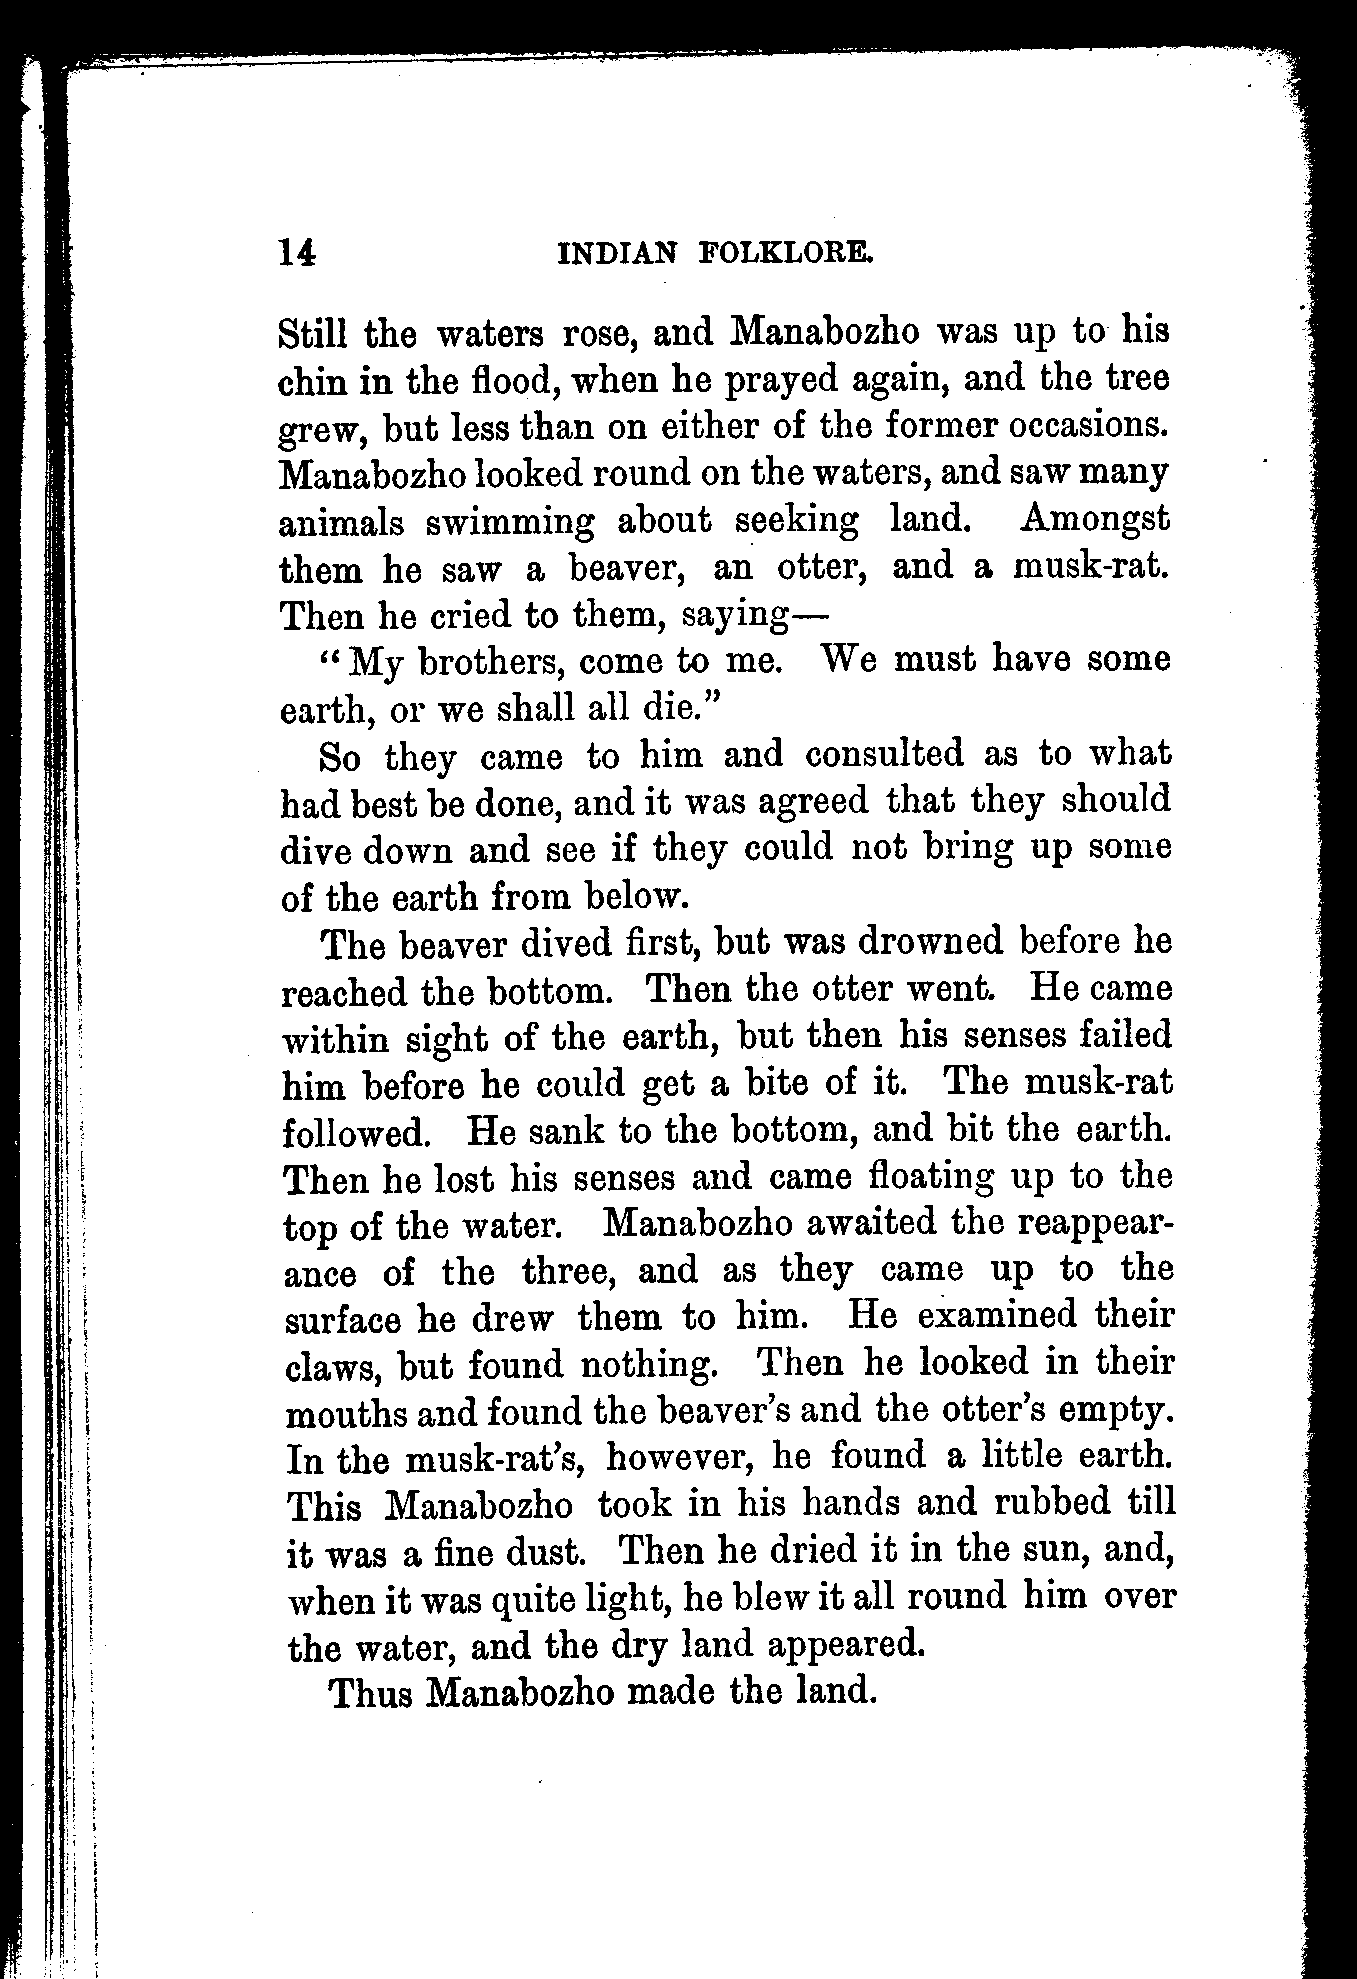 14 INDIAN FOLKLORE.
Still the waters rose, and Manabozho was up to his
chin in the flood, when he prayed again, and the tree
grew, but less than on either of the former occasions.
Manabozho looked round on the waters, and saw many
animals swimming about seeking land. Amongst
them he saw a beaver, an otter, and a musk-rat.
Then he cried to them, saying—
“My brothers, come to me. We must have some
earth, or we shall all die.”
So they came to him and consulted as to what
had best be done, and it was agreed that they should
dive down and see if they could not bring up some
of the earth from below.
The beaver dived first, but was drowned before he
reached the bottom. Then the otter went. He came
within sight of the earth, but then his senses failed
him before he could get a bite of it. The musk-rat
followed. He sank to the bottom, and bit the earth.
Then he lost his senses and came floating up to the
top of the water. Manabozho awaited the reappear-
ance of the three, and as they came up to the
surface he drew them to him. He examined their
claws, but found nothing. Then he looked in their
mouths and found the beaver’s and the otter’s empty.
In the musk-rat’s, however, he found a little earth.
This Manabozho took in his hands and rubbed till
it was a fine dust. Then he dried it in the sun, and,
when it was quite light, he blew it all round him over
the water, and the dry land appeared.
Thus Manabozho made the land.